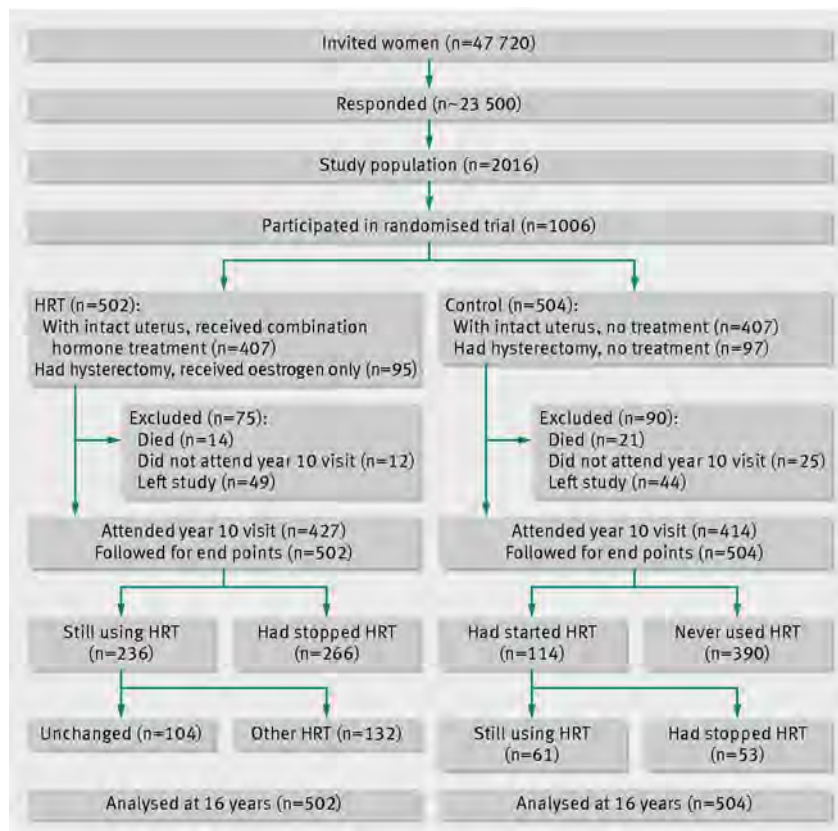 Invited women (n=47 720)
Responded (n~23 500)
Study population (n=2016)
Participated in randomised trial (n=1006)
HRT (n=502):
With intact uterus, received combination
hormone treatment (n=407)
Had hysterectomy, received oestrogen only (n=95)
Control (n=504):
With intact uterus, no treatment (n=407)
Had hysterectomy, no treatment (n=97)
Excluded (n=75):
Died (n=14)
Did not attend year 10 visit (n=12)
Left study (n=49)
Excluded (n=90):
Died (n=21)
Did not attend year 10 visit (n=25)
Left study (n=44)
Attended year 10 visit (n=427)
Followed for end points (n=502)
Attended year 10 visit (n=414)
Followed for end points (n=504)
Still using HRT
(n=236)
Had stopped HRT
(n=266)
Had started HRT
(n=114)
Never used HRT
(n=390)
Unchanged (n=104)
Other HRT (n=132)
Still using HRT
(n=61)
Had stopped HRT
(n=53)
Analysed at 16 years (n=502)
Analysed at 16 years (n=504)